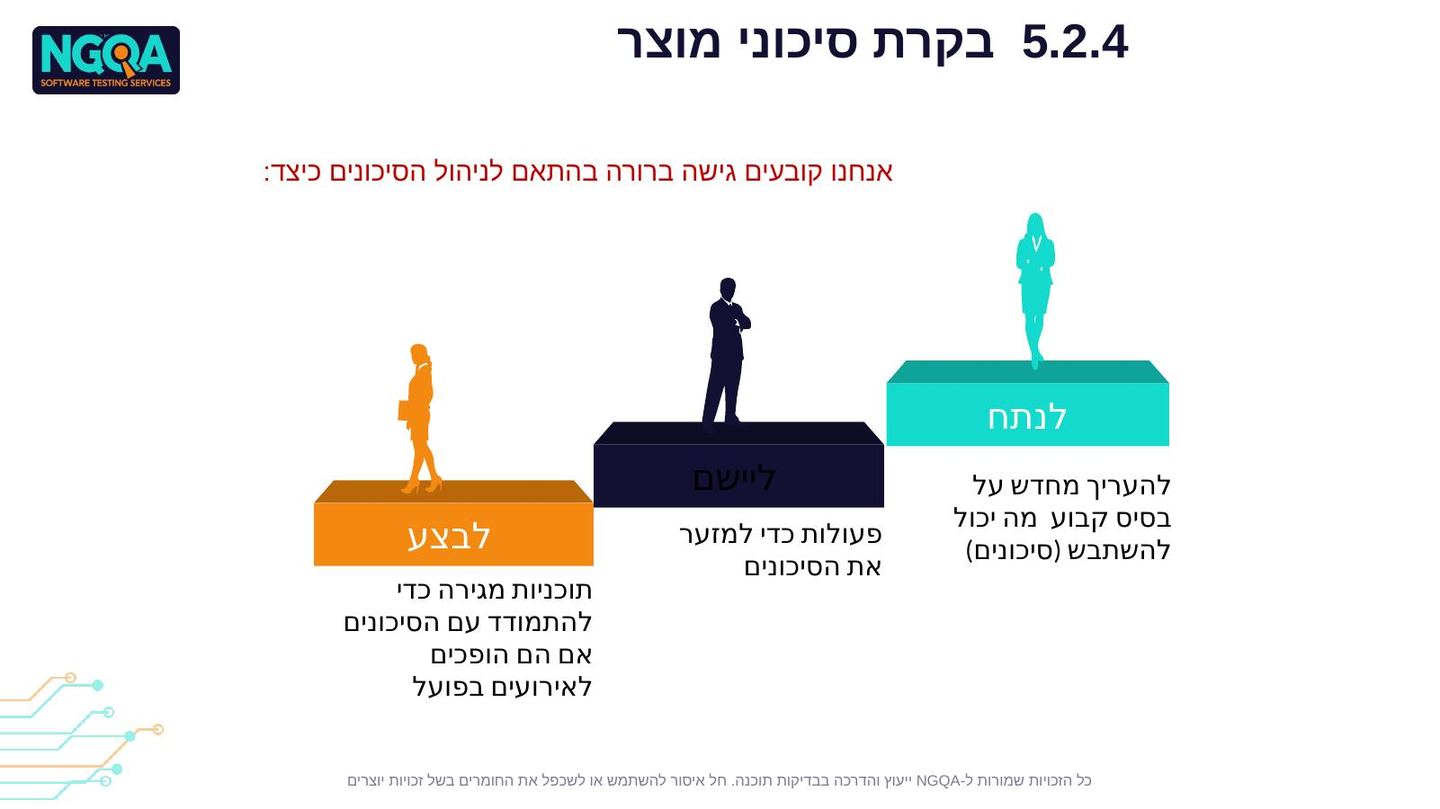 5.2.4  בקרת סיכוני מוצר
NGQA
SOFTWARE TESTING SERVICES
אנחנו קובעים גישה ברורה בהתאם לניהול הסיכונים כיצד:
לנתח
להעריך מחדש על
בסיס קבוע  מה יכול
להשתבש (סיכונים)
ליישם
פעולות כדי למזער
את הסיכונים
לבצע
תוכניות מגירה כדי
להתמודד עם הסיכונים
אם הם הופכים
לאירועים בפועל
כל הזכויות שמורות ל-NGQA ייעוץ והדרכה בבדיקות תוכנה. חל איסור להשתמש או לשכפל את החומרים בשל זכויות יוצרים